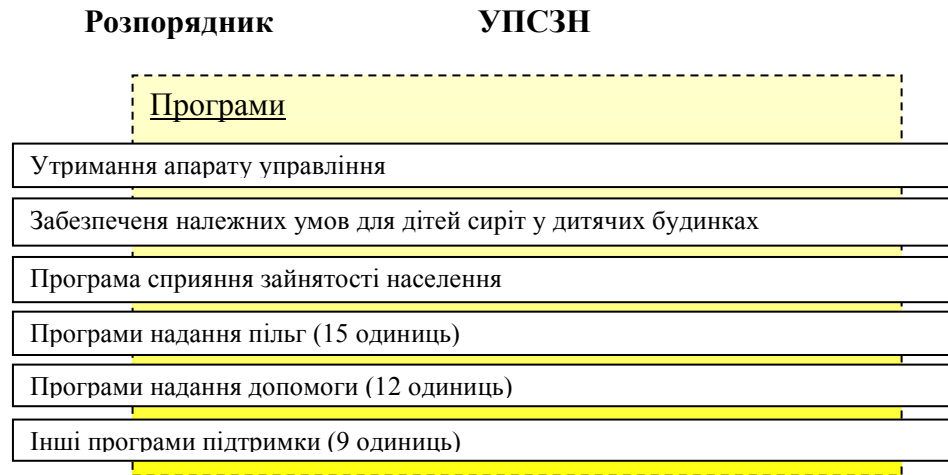 Розпорядник УПСЗН
Програми
Утримання апарату управління
Забезпеченя належних умов для дітей сиріт у дитячих будинках
Програма сприяння зайнятості населення
Програми надання пільг (15 одиниць)
Програми надання допомоги (12 одиниць)
Інші програми підтримки (9 одиниць)